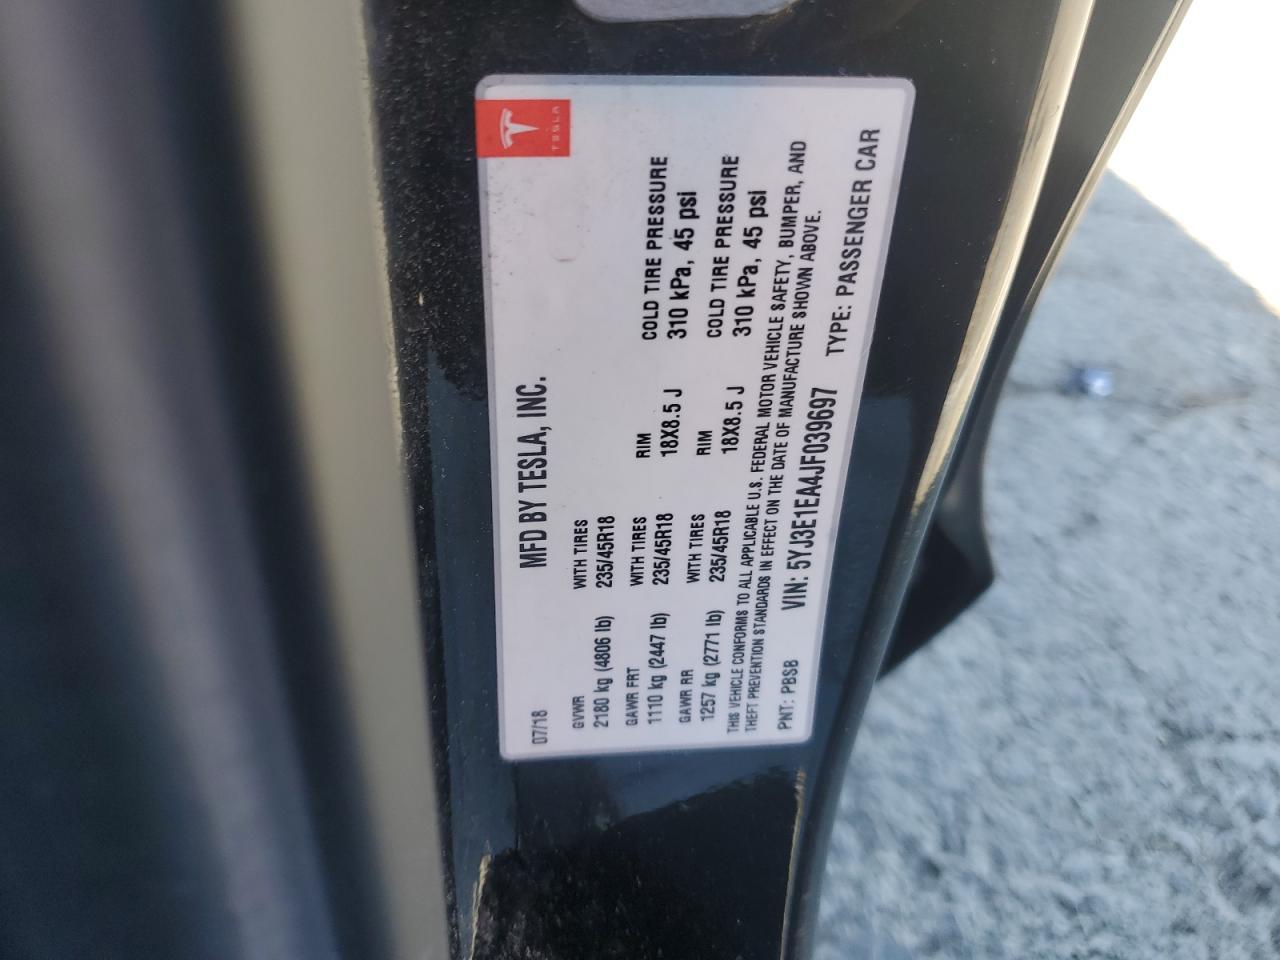 TESLA
07/18 MFD BY TESLA, INC.
GVWR WITH TIRES
2180 kg (4806 lb) 235/45R18
GAWR FRT WITH TIRES RIM COLD TIRE PRESSURE
1110 kg (2447 lb) 235/45R18 18X8.5 J 310 kPa, 45 psi
GAWR RR WITH TIRES RIM COLD TIRE PRESSURE
1257 kg (2771 lb) 235/45R18 18X8.5 J 310 kPa, 45 psi
THIS VEHICLE CONFORMS TO ALL APPLICABLE U.S. FEDERAL MOTOR VEHICLE SAFETY, BUMPER, AND
THEFT PREVENTION STANDARDS IN EFFECT ON THE DATE OF MANUFACTURE SHOWN ABOVE.
PNT: PBSB VIN: 5YJ3E1EA4JF039697 TYPE: PASSENGER CAR